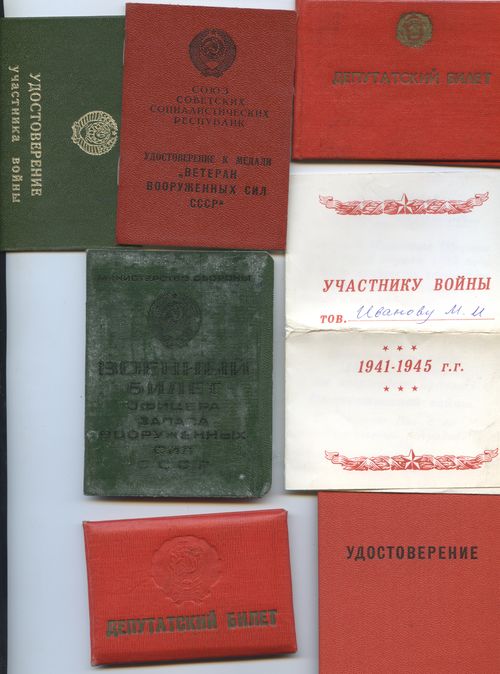 УДОСТОВЕРЕНИЕ
участника войны
СОЮЗ
СОВЕТСКИХ
СОЦИАЛИСТИЧЕСКИХ
РЕСПУБЛИК
УДОСТОВЕРЕНИЕ К МЕДАЛИ
„ВЕТЕРАН
ВООРУЖЕННЫХ СИЛ
СССР"
ДЕПУТАТСКИЙ БИЛЕТ
МИНИСТЕРСТВО ОБОРОНЫ
ВОЕННЫЙ
БИЛЕТ
ОФИЦЕРА
ЗАПАСА
ВООРУЖЕННЫХ
СИЛ
СССР
УЧАСТНИКУ ВОЙНЫ
ТОВ. Иванову М. И
1941-1945 г.г.
ДЕПУТАТСКИЙ БИЛЕТ
УДОСТОВЕРЕНИЕ